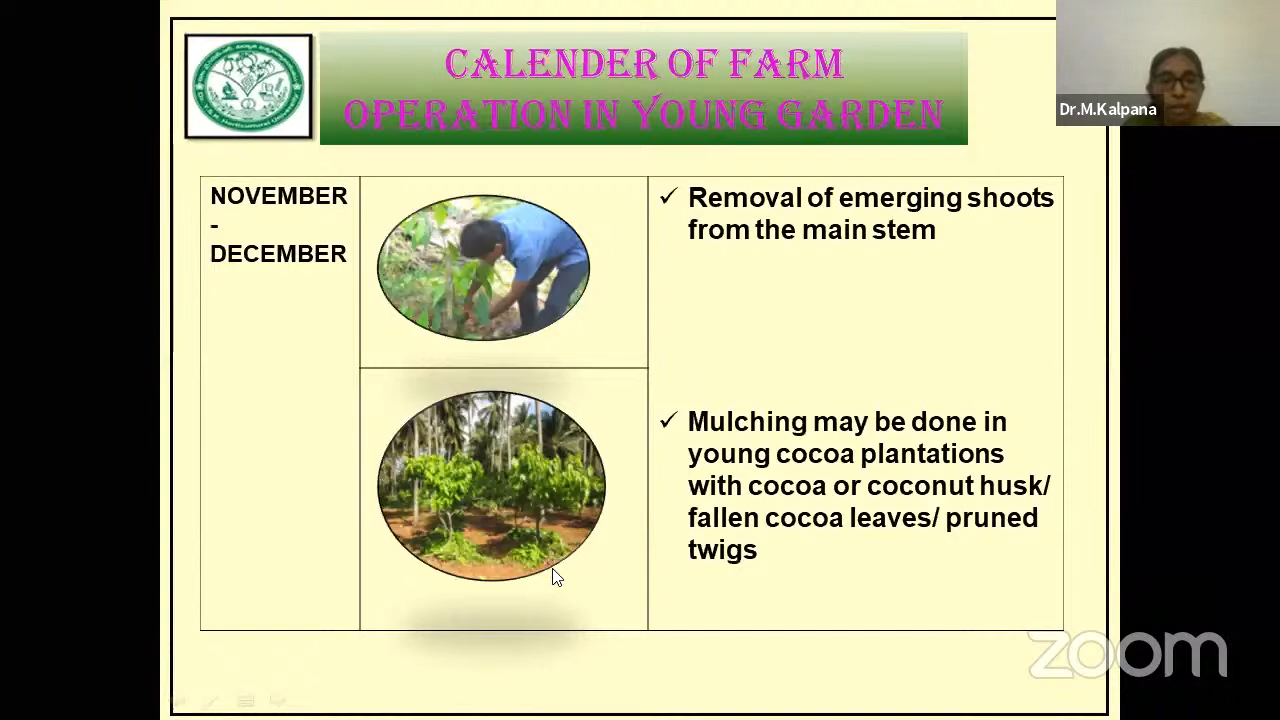 CALENDER OF FARM
OPERATION IN YOUNG GARDEN
Dr.M.Kalpana
NOVEMBER
-
DECEMBER
✓ Removal of emerging shoots
from the main stem
✓ Mulching may be done in
young cocoa plantations
with cocoa or coconut husk/
fallen cocoa leaves/ pruned
twigs
zoom